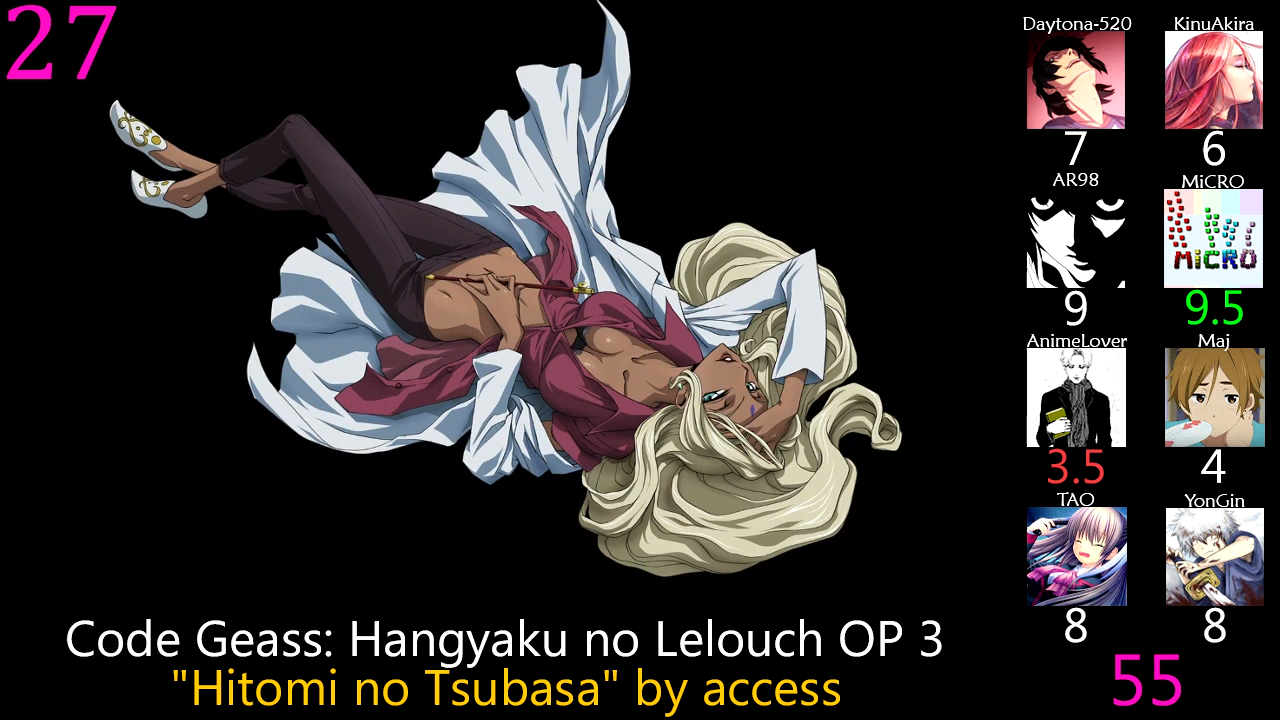 27
Daytona-520 KinuAkira
7 6
AR98 MiCRO
MiCRO
9 9.5
AnimeLover Maj
3.5 4
TAO YonGin
8 8
Code Geass: Hangyaku no Lelouch OP 3
"Hitomi no Tsubasa" by access
55